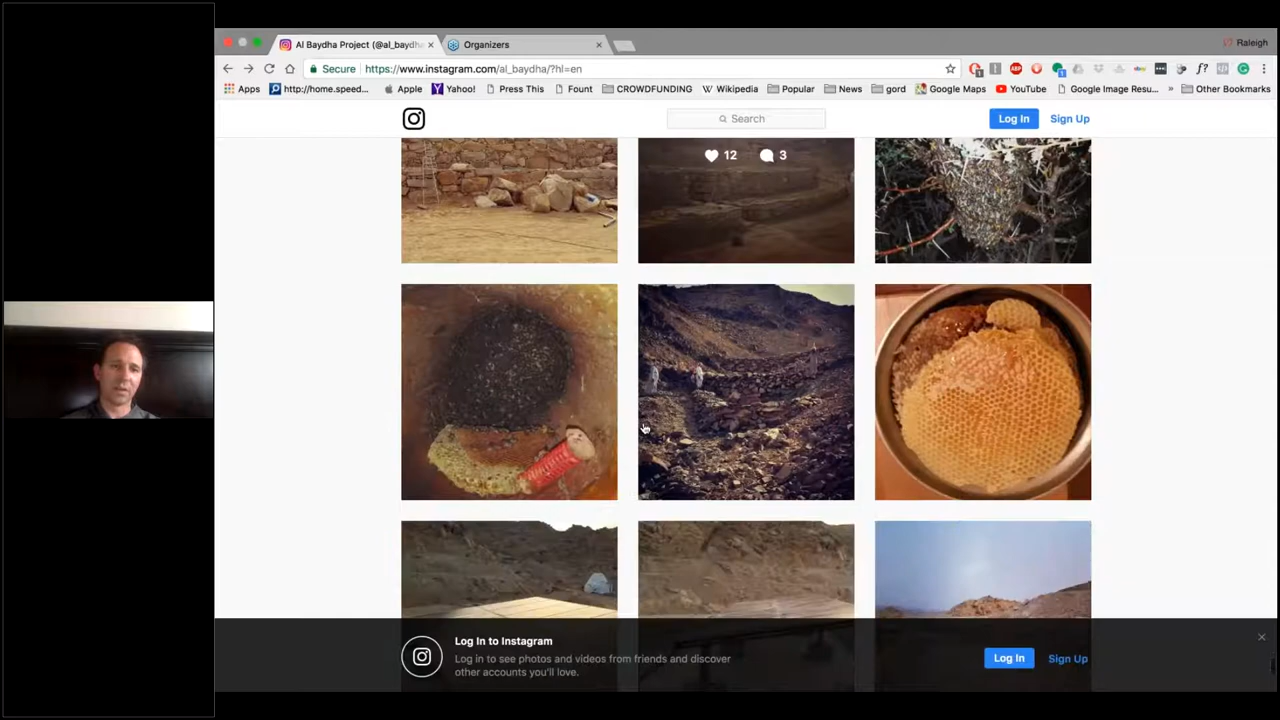 Al Baydha Project (@al_baydha
Organizers
Raleigh
Secure https://www.instagram.com/al_baydha/?hl=en
Apps http://home.speed... Apple Yahoo! Press This Fount CROWDFUNDING Wikipedia Popular News gord Google Maps YouTube Google Image Resu... » Other Bookmarks
Search
Log In Sign Up
12 3
Log In to Instagram
Log in to see photos and videos from friends and discover
other accounts you'll love.
Log In Sign Up